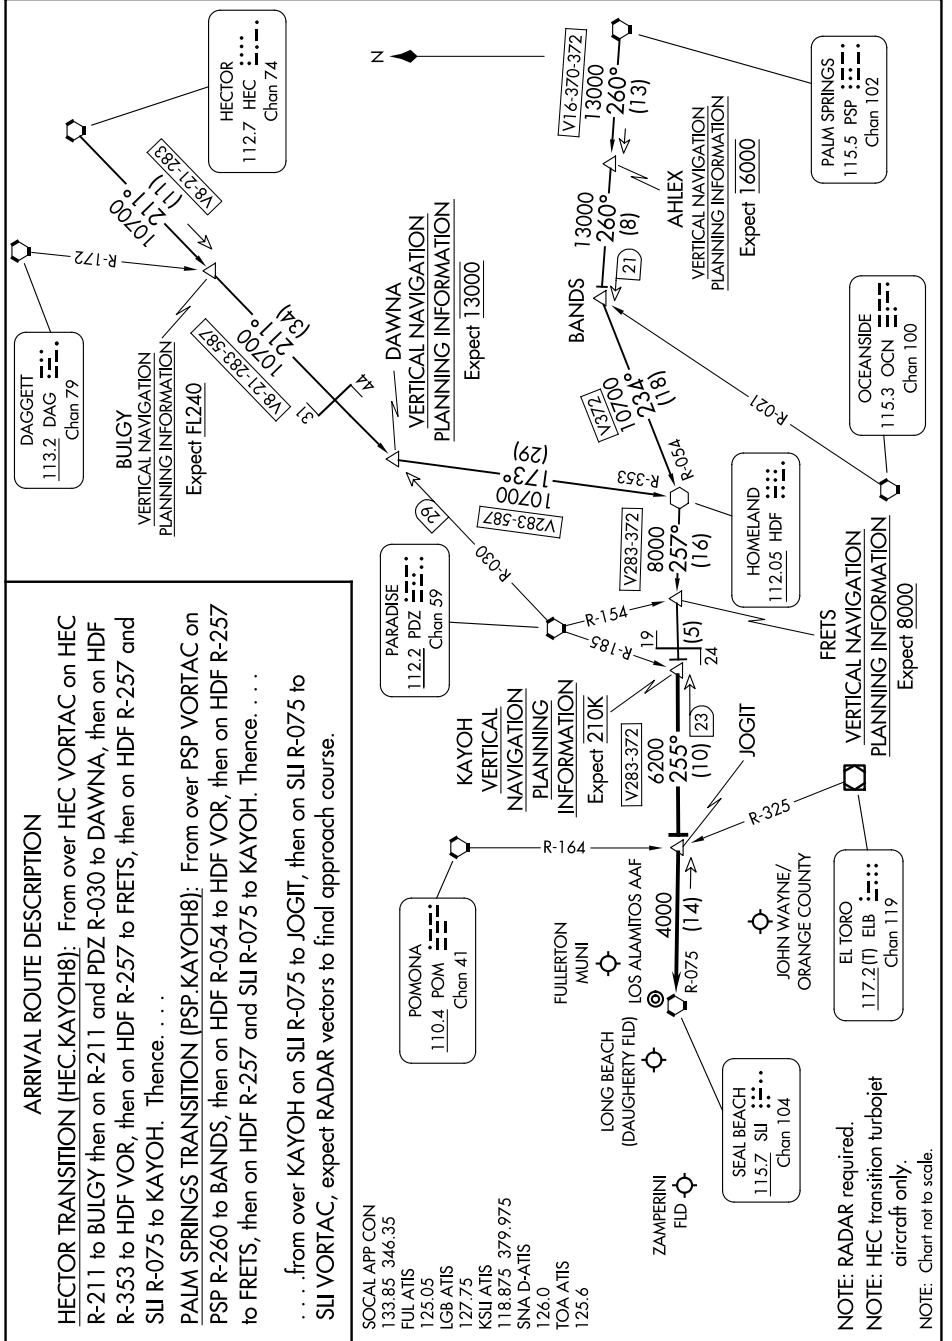 ARRIVAL ROUTE DESCRIPTION
HECTOR TRANSITION (HEC.KAYOH8): From over HEC VORTAC on HEC
R-211 to BULGY then on R-211 and PDZ R-030 to DAWNA, then on HDF
R-353 to HDF VOR, then on HDF R-257 to FRETS, then on HDF R-257 and
SLI R-075 to KAYOH. Thence. . . .
PALM SPRINGS TRANSITION (PSP.KAYOH8): From over PSP VORTAC on
PSP R-260 to BANDS, then on HDF R-054 to HDF VOR, then on HDF R-257
to FRETS, then on HDF R-257 and SLI R-075 to KAYOH. Thence. . . .
. . . .from over KAYOH on SLI R-075 to JOGIT, then on SLI R-075 to
SLI VORTAC, expect RADAR vectors to final approach course.
SOCAL APP CON
133.85 346.35
FUL ATIS
125.05
LGB ATIS
127.75
KSLI ATIS
118.875 379.975
SNA D-ATIS
126.0
TOA ATIS
125.6
DAGGETT
113.2 DAG
Chan 79
HECTOR
112.7 HEC
Chan 74
R-172
V8-21-283
10700
211°
(11)
BULGY
VERTICAL NAVIGATION
PLANNING INFORMATION
Expect FL240
V8-21-283-587
10700
211°
(34)
31
44
DAWNA
VERTICAL NAVIGATION
PLANNING INFORMATION
Expect 13000
N
V16-370-372
13000
260°
(13)
PALM SPRINGS
115.5 PSP
Chan 102
AHLEX
VERTICAL NAVIGATION
PLANNING INFORMATION
Expect 16000
13000
260°
(8)
21
BANDS
V372
10700
234°
(18)
R-054
R-021
OCEANSIDE
115.3 OCN
Chan 100
29
R-030
V283-587
10700
173°
(29)
R-353
HOMELAND
112.05 HDF
PARADISE
112.2 PDZ
Chan 59
R-154
R-185
V283-372
8000
257°
(16)
FRETS
VERTICAL NAVIGATION
PLANNING INFORMATION
Expect 8000
19
24
(5)
KAYOH
VERTICAL
NAVIGATION
PLANNING
INFORMATION
Expect 210K
V283-372
6200
255°
(10)
23
JOGIT
POMONA
110.4 POM
Chan 41
R-164
R-325
EL TORO
117.2(T) ELB
Chan 119
4000
(14)
R-075
FULLERTON
MUNI
LOS ALAMITOS AAF
JOHN WAYNE/
ORANGE COUNTY
LONG BEACH
(DAUGHERTY FLD)
SEAL BEACH
115.7 SLI
Chan 104
ZAMPERINI
FLD
NOTE: RADAR required.
NOTE: HEC transition turbojet
aircraft only.
NOTE: Chart not to scale.